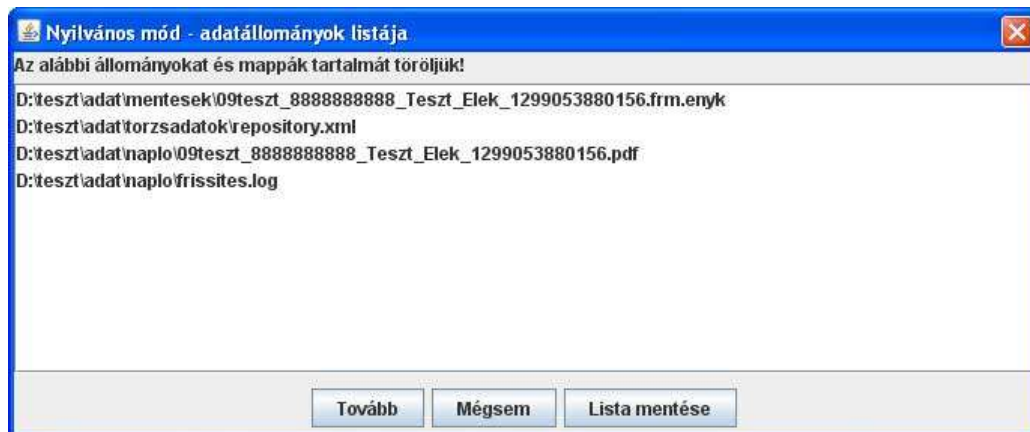 Nyilvános mód - adatállományok listája
Az alábbi állományokat és mappák tartalmát töröljük!
D:\teszt\adat\mentesek\09teszt_8888888888_Teszt_Elek_1299053880156.frm.enyk
D:\teszt\adat\torzsadatok\repository.xml
D:\teszt\adat\naplo\09teszt_8888888888_Teszt_Elek_1299053880156.pdf
D:\teszt\adat\naplo\frissites.log
Tovább Mégsem Lista mentése